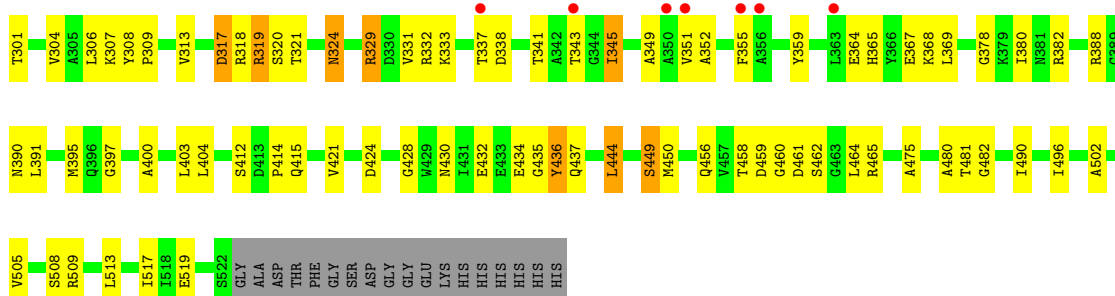 T301 V304 A305 L306 K307 Y308 P309 V313 D317 R318 R319 S320 T321 N324 R329 D330 V331 R332 K333 T337 D338 T341 A342 T343 G344 I345 A349 A350 V351 A352 F355 A356 Y359 L363 E364 H365 Y366 E367 K368 L369 G378 K379 I380 N381 R382 R388 G389
N390 L391 M395 Q396 G397 A400 L403 L404 S412 D413 P414 Q415 V421 D424 G428 W429 N430 I431 E432 E433 E434 G435 Y436 Q437 L444 S449 M450 Q456 V457 T458 D459 G460 D461 S462 G463 L464 R465 A475 A480 T481 G482 I490 I496 A502
V505 S508 R509 L513 I517 I518 E519 S522 GLY ALA ASP THR PHE GLY SER ASP GLY GLY GLU LYS HIS HIS HIS HIS HIS HIS